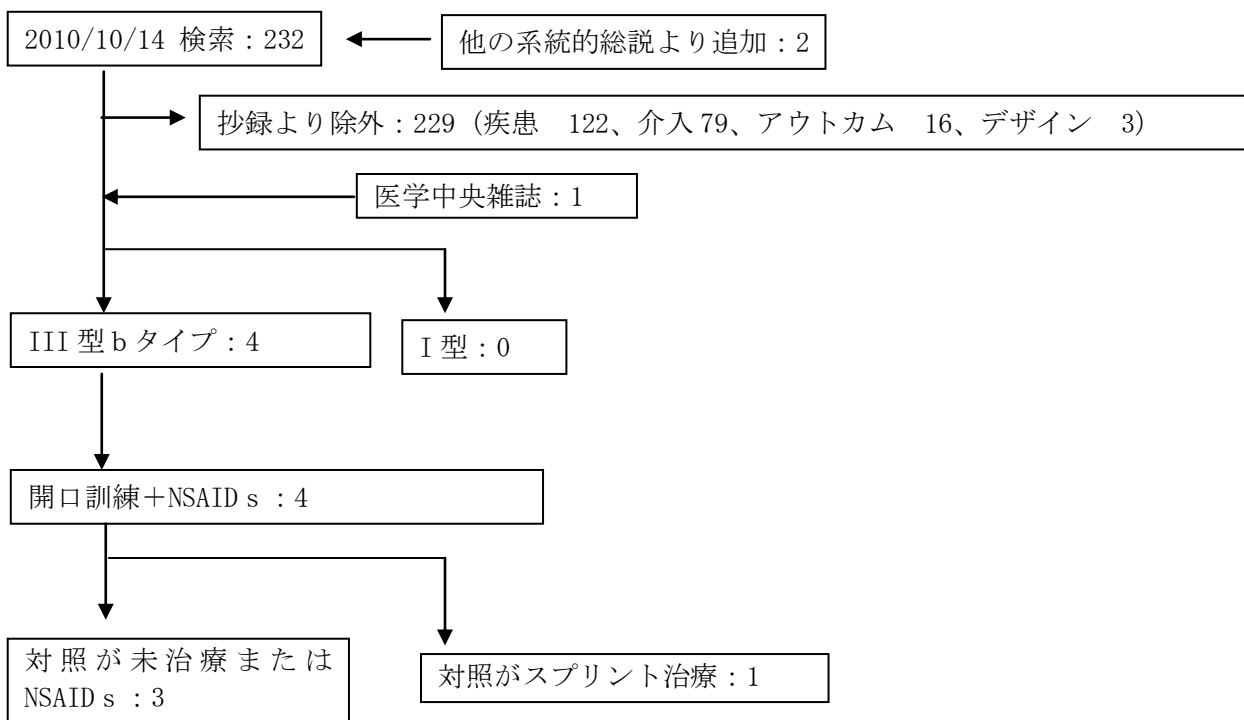 2010/10/14 検索：232
他の系統的総説より追加：2
抄録より除外：229（疾患　122、介入 79、アウトカム　16、デザイン　3）
医学中央雑誌：1
III 型 b タイプ：4
I 型：0
開口訓練＋NSAIDｓ：4
対照が未治療または
NSAIDｓ：3
対照がスプリント治療：1